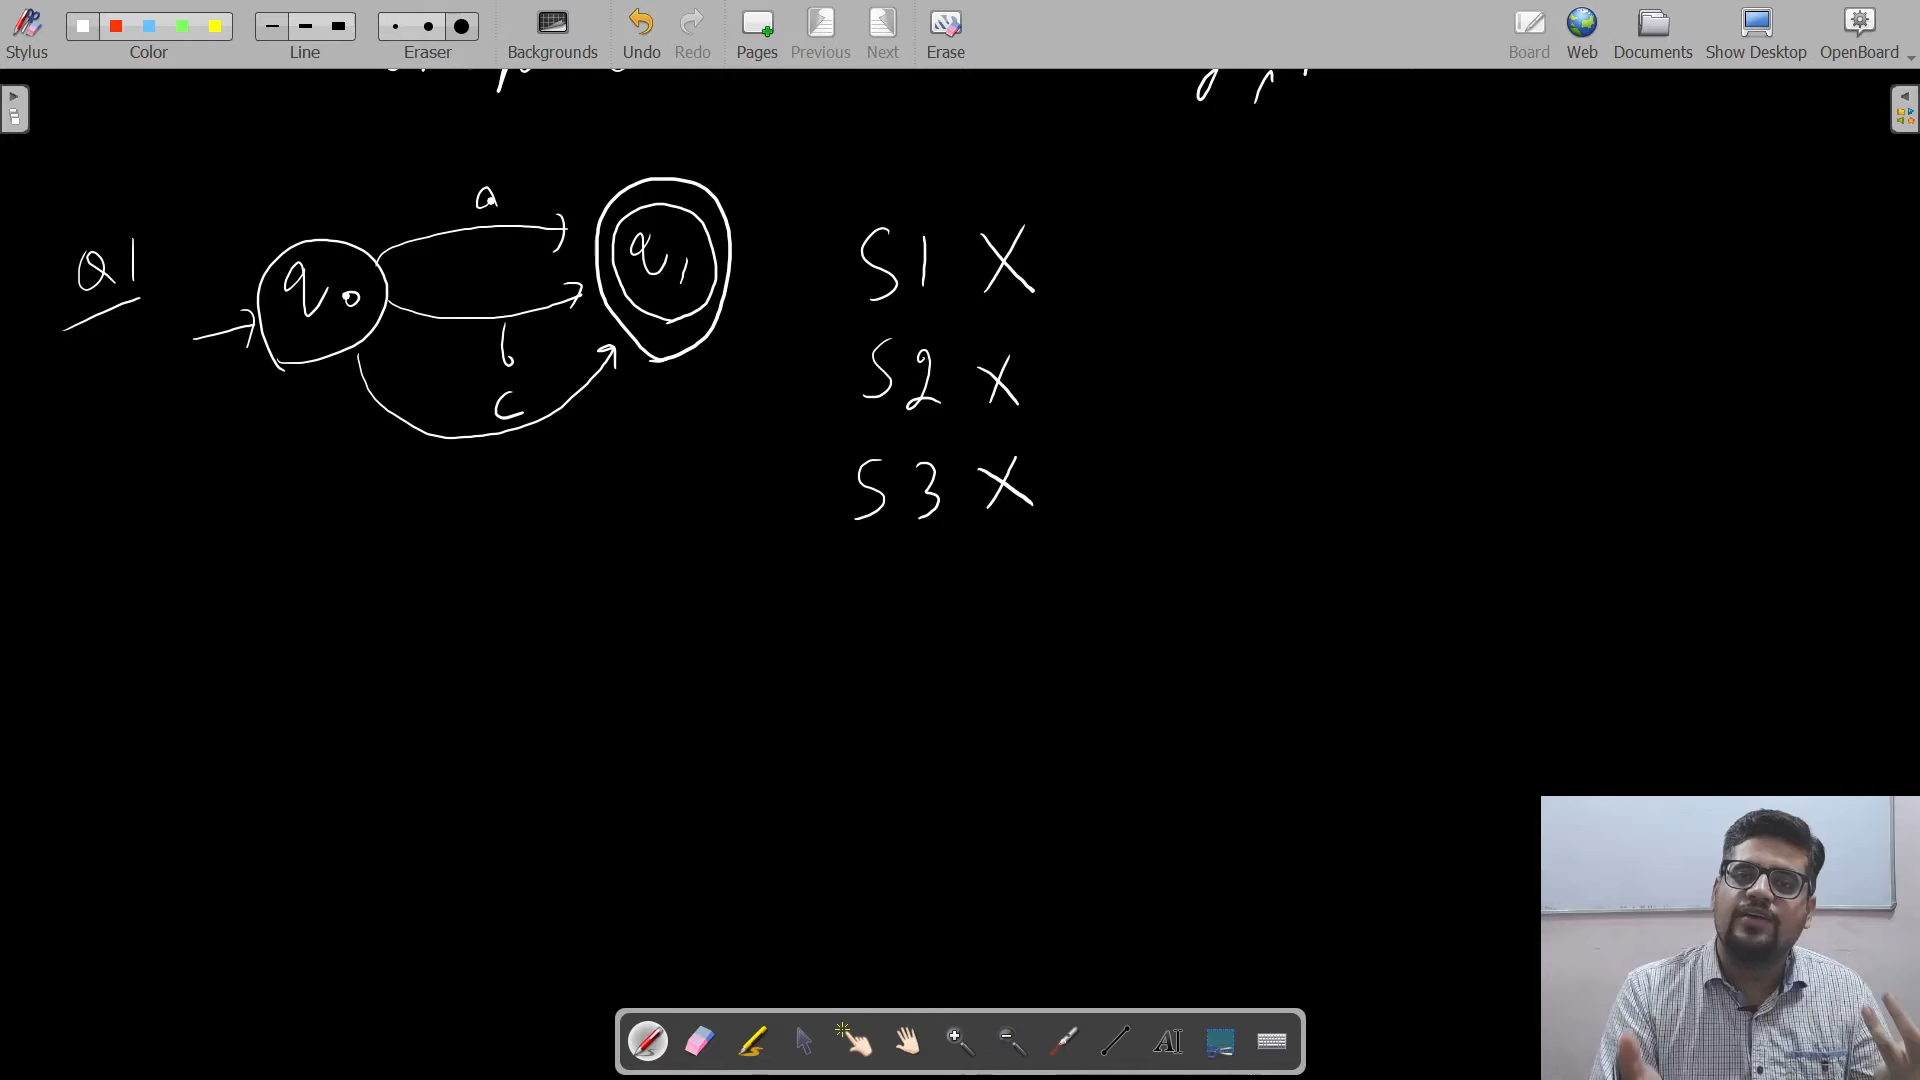 Stylus Color Line Eraser Backgrounds Undo Redo Pages Previous Next Erase Board Web Documents Show Desktop OpenBoard
Q1
q0
a
b
c
q1
S1 X
S2 X
S3 X
AI